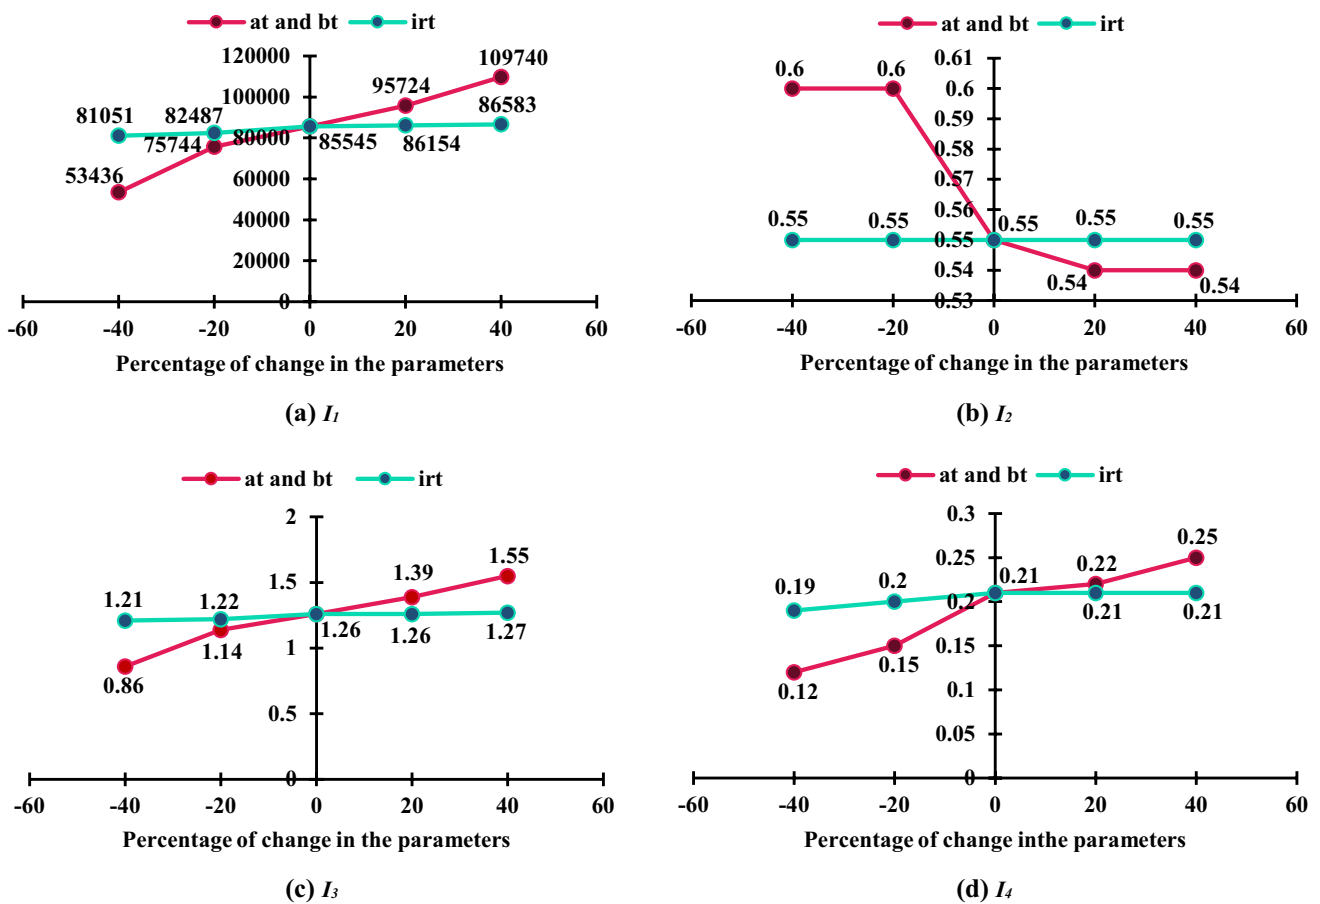 at and bt irt
120000
109740
95724
100000
86583
81051 82487
80000
75744
85545 86154
53436
60000
40000
20000
0
-60 -40 -20 0 20 40 60
Percentage of change in the parameters
(a) I1
at and bt irt
0.61
0.6 0.6
0.6
0.59
0.58
0.57
0.56
0.55 0.55 0.55 0.55 0.55
0.55
0.54
0.54 0.54
0.53
-60 -40 -20 0 20 40 60
Percentage of change in the parameters
(b) I2
at and bt irt
2
1.55
1.39
1.5
1.21 1.22
1.26 1.26 1.27
1.14
1
0.86
0.5
0
-60 -40 -20 0 20 40 60
Percentage of change in the parameters
(c) I3
at and bt irt
0.3
0.25
0.25
0.22
0.19 0.2 0.21
0.2
0.21 0.21
0.15
0.15
0.12
0.1
0.05
0
-60 -40 -20 0 20 40 60
Percentage of change inthe parameters
(d) I4